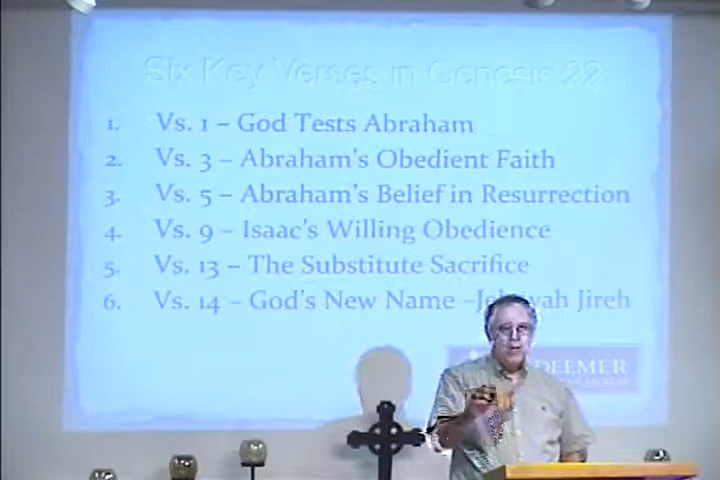 Six Key Verses in Genesis 22
1. Vs. 1 – God Tests Abraham
2. Vs. 3 – Abraham's Obedient Faith
3. Vs. 5 – Abraham's Belief in Resurrection
4. Vs. 9 – Isaac's Willing Obedience
5. Vs. 13 – The Substitute Sacrifice
6. Vs. 14 – God's New Name – Jireh
DEEMER